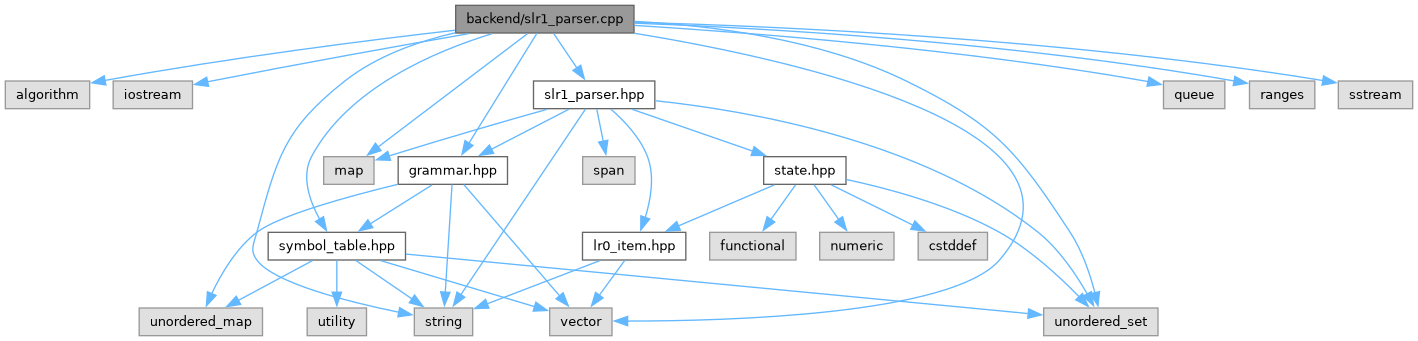 backend/slr1_parser.cpp
algorithm
iostream
slr1_parser.hpp
queue
ranges
sstream
map
grammar.hpp
span
state.hpp
symbol_table.hpp
lr0_item.hpp
functional
numeric
cstddef
unordered_map
utility
string
vector
unordered_set